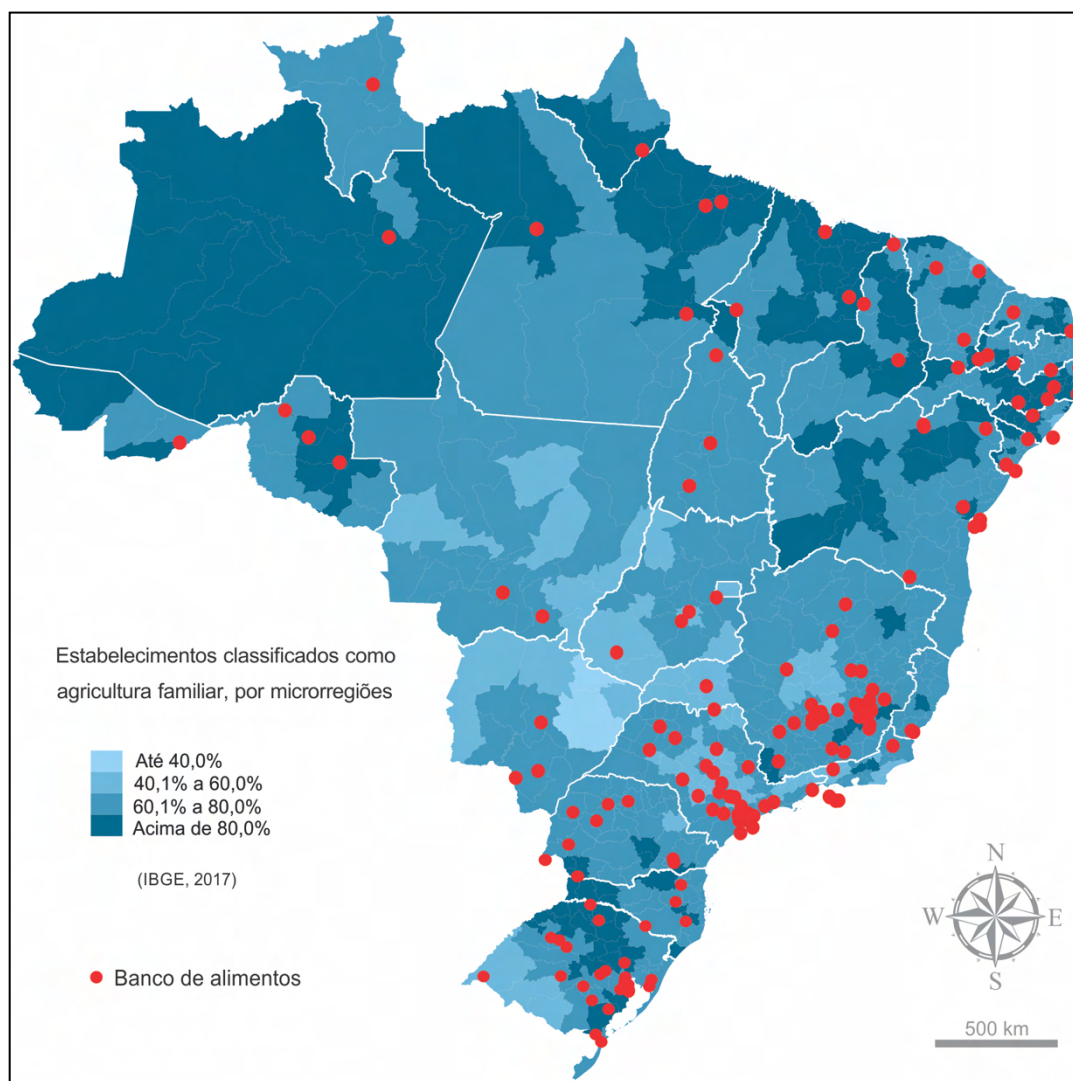 Estabelecimentos classificados como
agricultura familiar, por microrregiões
Até 40,0%
40,1% a 60,0%
60,1% a 80,0%
Acima de 80,0%
(IBGE, 2017)
Banco de alimentos
N
W E
S
500 km